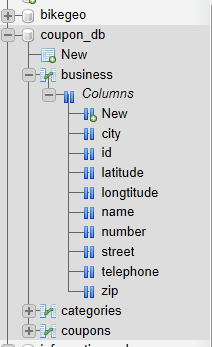 bikegeo
coupon_db
New
business
Columns
New
city
id
latitude
longtitude
name
number
street
telephone
zip
categories
coupons